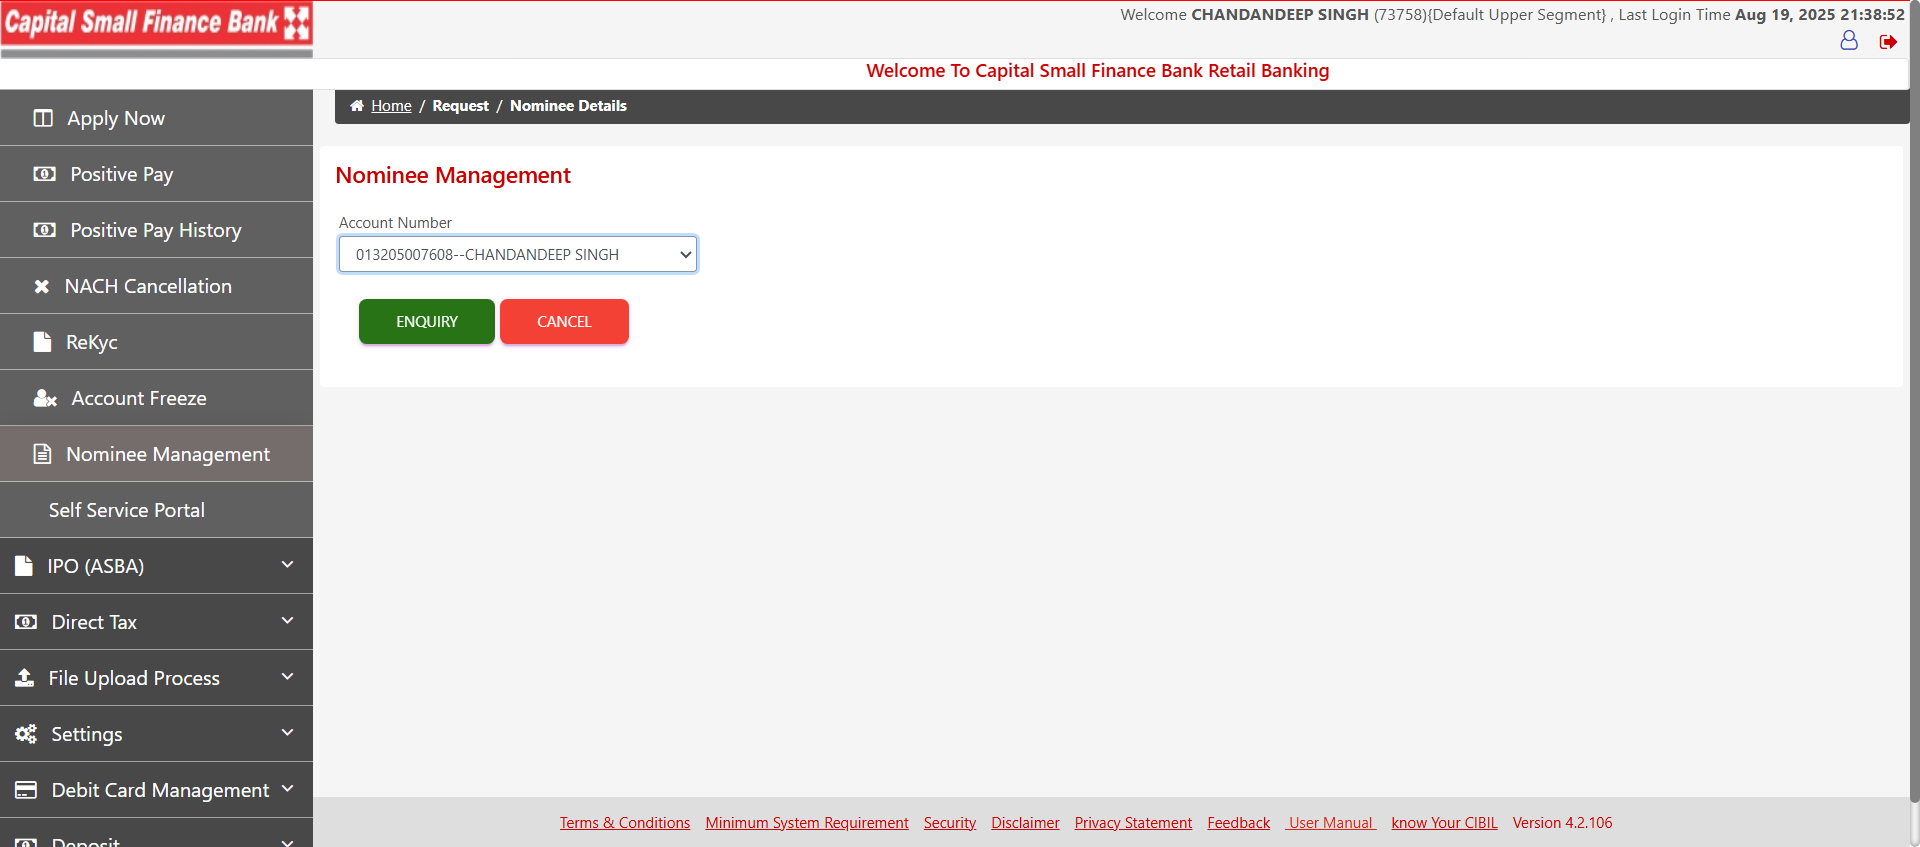 Capital Small Finance Bank
Welcome CHANDANDEEP SINGH (73758){Default Upper Segment} , Last Login Time Aug 19, 2025 21:38:52
Welcome To Capital Small Finance Bank Retail Banking
Home / Request / Nominee Details
Apply Now
Positive Pay
Positive Pay History
NACH Cancellation
ReKyc
Account Freeze
Nominee Management
Self Service Portal
IPO (ASBA)
Direct Tax
File Upload Process
Settings
Debit Card Management
Deposit
Nominee Management
Account Number
013205007608--CHANDANDEEP SINGH
ENQUIRY CANCEL
Terms & Conditions Minimum System Requirement Security Disclaimer Privacy Statement Feedback User Manual know Your CIBIL Version 4.2.106